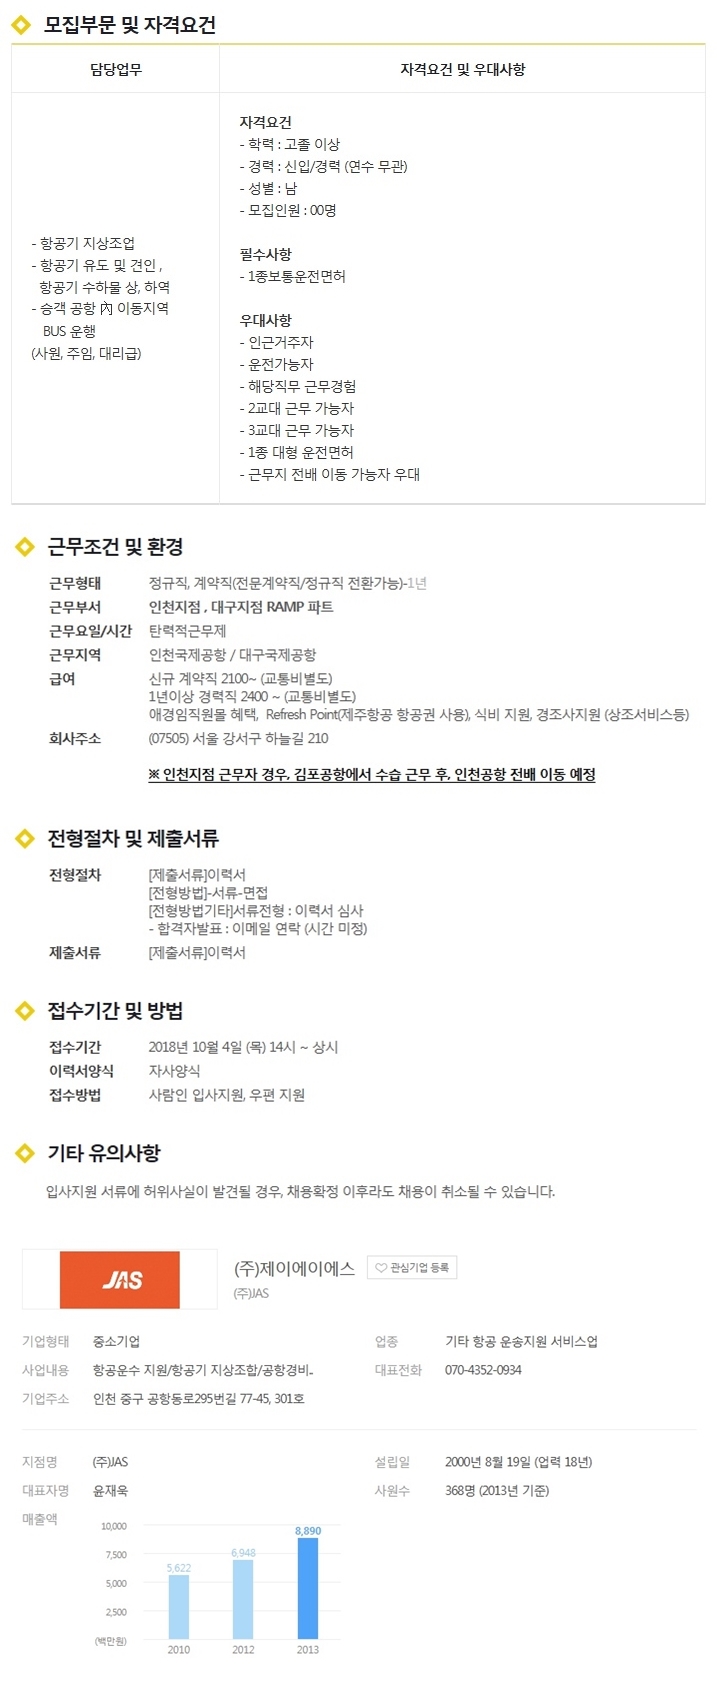 모집부문 및 자격요건
담당업무
자격요건 및 우대사항
- 항공기 지상조업
- 항공기 유도 및 견인 ,
항공기 수하물 상, 하역
- 승객 공항 內 이동지역
BUS 운행
(사원, 주임, 대리급)
자격요건
- 학력 : 고졸 이상
- 경력 : 신입/경력 (연수 무관)
- 성별 : 남
- 모집인원 : 00명
필수사항
- 1종보통운전면허
우대사항
- 인근거주자
- 운전가능자
- 해당직무 근무경험
- 2교대 근무 가능자
- 3교대 근무 가능자
- 1종 대형 운전면허
- 근무지 전배 이동 가능자 우대
근무조건 및 환경
근무형태 정규직, 계약직(전문계약직/정규직 전환가능)-1년
근무부서 인천지점 , 대구지점 RAMP 파트
근무요일/시간 탄력적근무제
근무지역 인천국제공항 / 대구국제공항
급여 신규 계약직 2100~ (교통비별도)
1년이상 경력직 2400 ~ (교통비별도)
애경임직원몰 혜택, Refresh Point(제주항공 항공권 사용), 식비 지원, 경조사지원 (상조서비스등)
회사주소 (07505) 서울 강서구 하늘길 210
※ 인천지점 근무자 경우, 김포공항에서 수습 근무 후, 인천공항 전배 이동 예정
전형절차 및 제출서류
전형절차 [제출서류]이력서
[전형방법]-서류-면접
[전형방법기타]서류전형 : 이력서 심사
- 합격자발표 : 이메일 연락 (시간 미정)
제출서류 [제출서류]이력서
접수기간 및 방법
접수기간 2018년 10월 4일 (목) 14시 ~ 상시
이력서양식 자사양식
접수방법 사람인 입사지원, 우편 지원
기타 유의사항
입사지원 서류에 허위사실이 발견될 경우, 채용확정 이후라도 채용이 취소될 수 있습니다.
JAS
(주)제이에이에스 ♡ 관심기업 등록
(주)JAS
기업형태 중소기업 업종 기타 항공 운송지원 서비스업
사업내용 항공운수 지원/항공기 지상조합/공항경비.. 대표전화 070-4352-0934
기업주소 인천 중구 공항동로295번길 77-45, 301호
지점명 (주)JAS 설립일 2000년 8월 19일 (업력 18년)
대표자명 윤재욱 사원수 368명 (2013년 기준)
매출액
10,000
7,500
5,000
2,500
(백만원)
5,622
6,948
8,890
2010 2012 2013